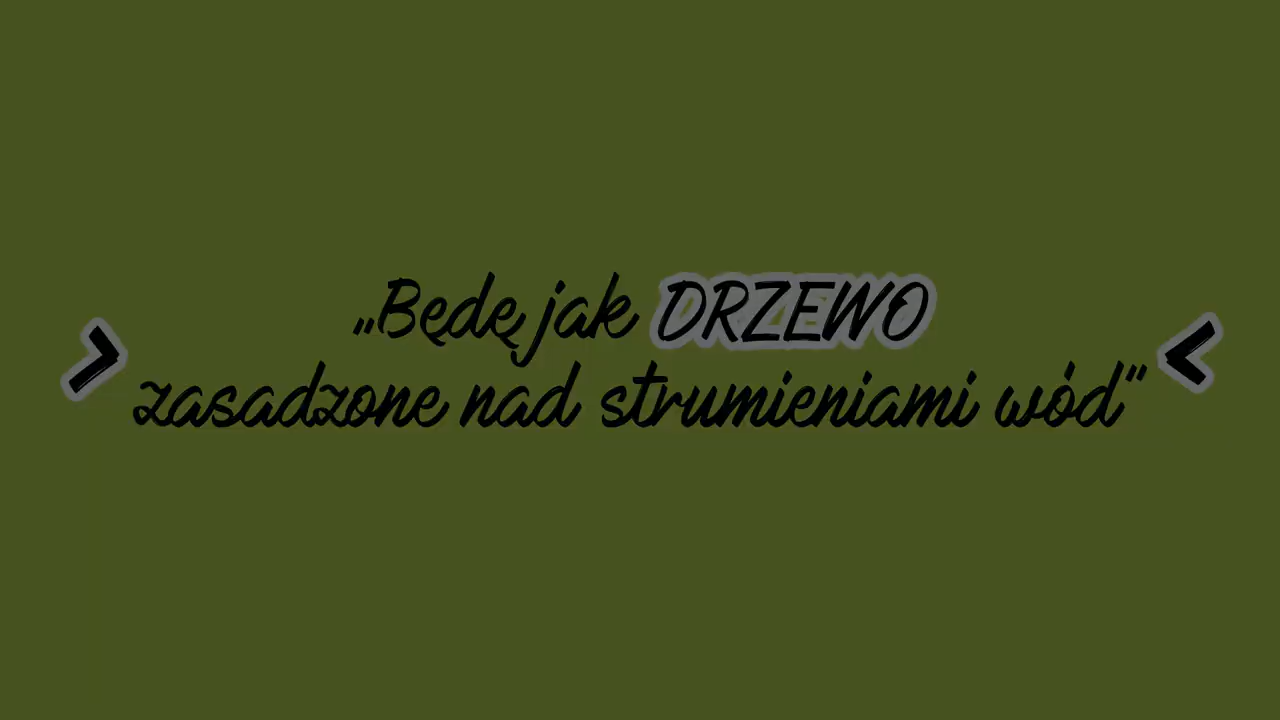 „Będę jak DRZEWO
> zasadzone nad strumieniami wód” <